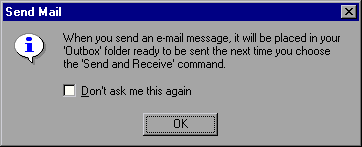 Send Mail
When you send an e-mail message, it will be placed in your
'Outbox' folder ready to be sent the next time you choose
the 'Send and Receive' command.
Don't ask me this again
OK